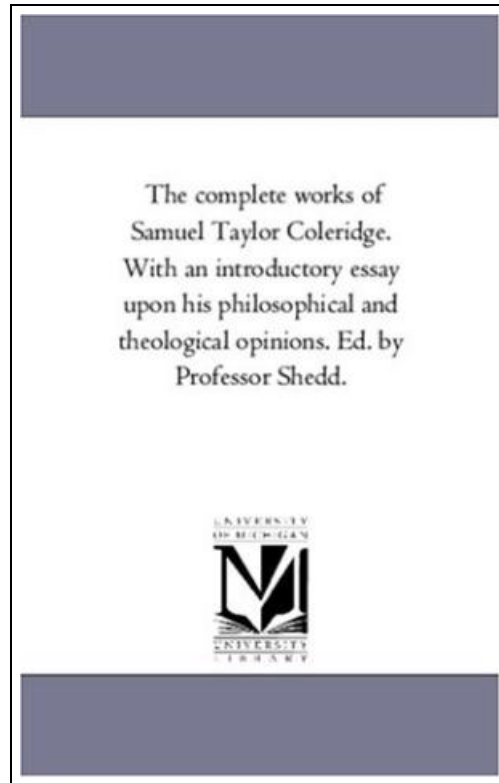 The complete works of
Samuel Taylor Coleridge.
With an introductory essay
upon his philosophical and
theological opinions. Ed. by
Professor Shedd.
UNIVERSITY
OF MICHIGAN
UNIVERSITY
LIBRARY